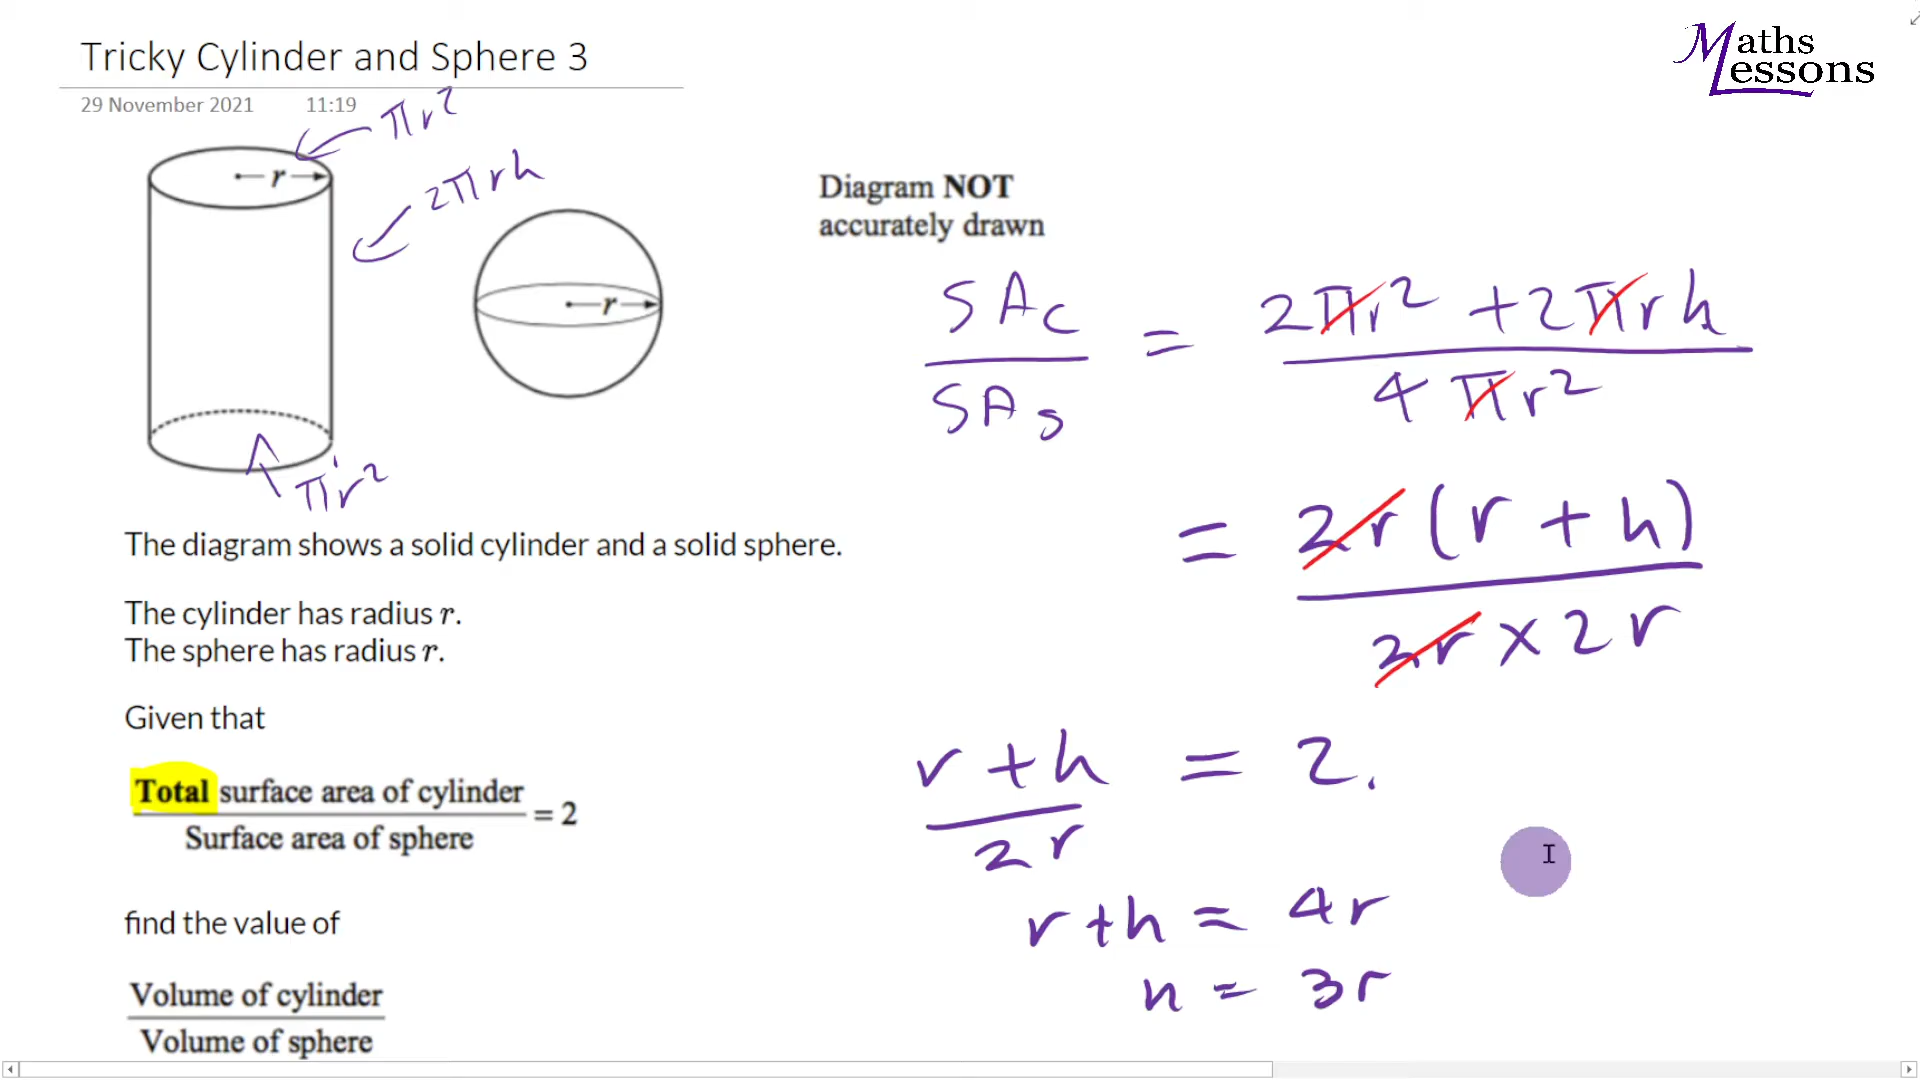 Tricky Cylinder and Sphere 3
Maths
Lessons
29 November 2021 11:19
πr²
2πrh
r
r
πr²
Diagram NOT
accurately drawn
SAc / SAs = 2πr² + 2πrh / 4πr²
= 2r(r + h) / 2r × 2r
r + h / 2r = 2.
r + h = 4r
h = 3r
The diagram shows a solid cylinder and a solid sphere.
The cylinder has radius r.
The sphere has radius r.
Given that
Total surface area of cylinder
Surface area of sphere
= 2
find the value of
Volume of cylinder
Volume of sphere